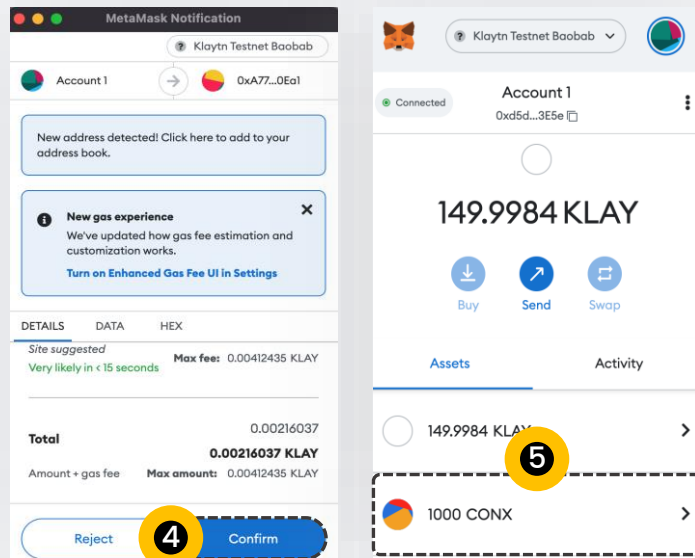 MetaMask Notification
Klaytn Testnet Baobab
Account 1
0xA77...0Ea1
New address detected! Click here to add to your
address book.
New gas experience
We've updated how gas fee estimation and
customization works.
Turn on Enhanced Gas Fee UI in Settings
DETAILS DATA HEX
Site suggested
Very likely in < 15 seconds
Max fee: 0.00412435 KLAY
0.00216037
Total
0.00216037 KLAY
Amount + gas fee Max amount: 0.00412435 KLAY
Reject 4 Confirm
Klaytn Testnet Baobab
Connected
Account 1
0xd5d...3E5e
149.9984 KLAY
Buy Send Swap
Assets Activity
149.9984 KLAY
5
1000 CONX